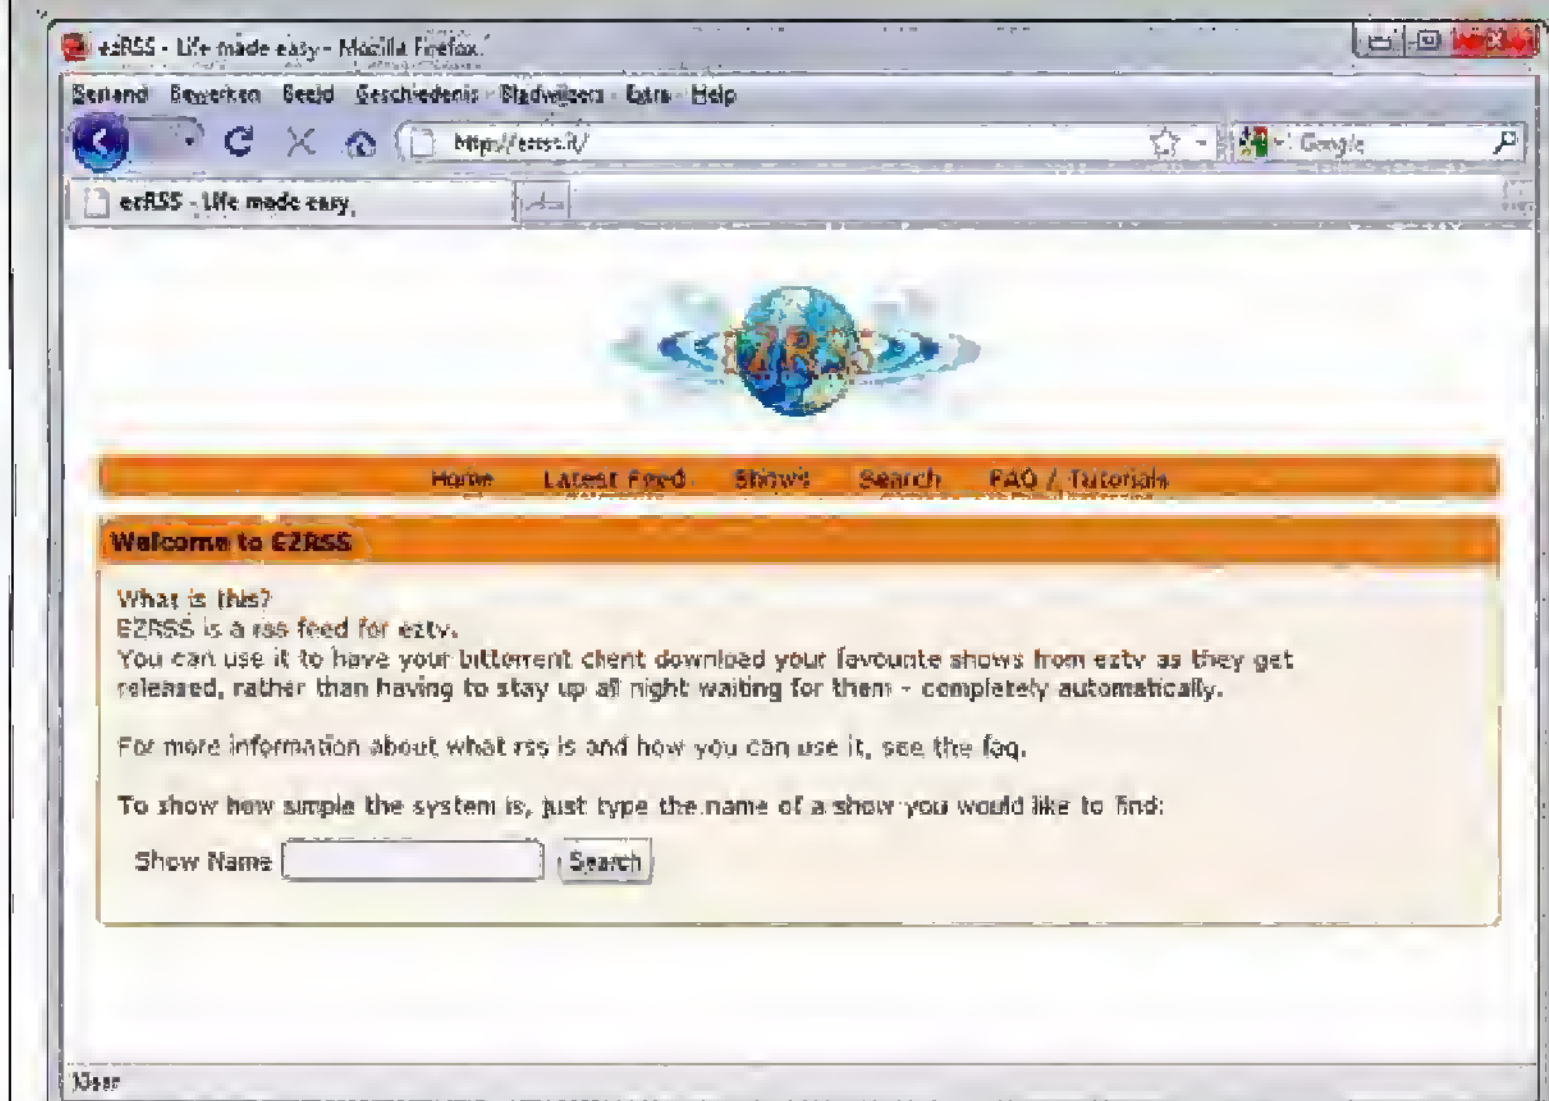 ezRSS - Life made easy - Mozilla Firefox
Bestand Bewerken Beeld Geschiedenis Bladwijzers Extra Help
http://ezrss.it/
Google
ezRSS - Life made easy
EZRSS
Home Latest Feed Shows Search FAQ / Tutorials
Welcome to EZRSS
What is this?
EZRSS is a rss feed for eztv.
You can use it to have your bittorrent client download your favourite shows from eztv as they get
released, rather than having to stay up all night waiting for them - completely automatically.
For more information about what rss is and how you can use it, see the faq.
To show how simple the system is, just type the name of a show you would like to find:
Show Name Search
Klaar